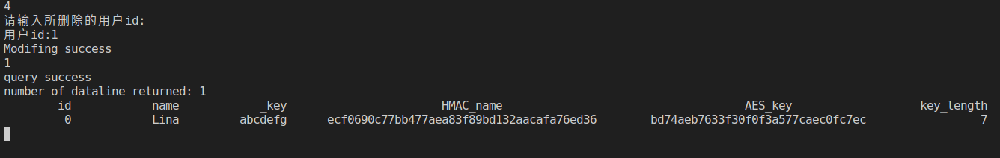 4
请输入所删除的用户id:
用户id:1
Modifing success
1
query success
number of dataline returned: 1
id name _key HMAC_name AES_key key_length
0 Lina abcdefg ecf0690c77bb477aea83f89bd132aacafa76ed36 bd74aeb7633f30f0f3a577caec0fc7ec 7